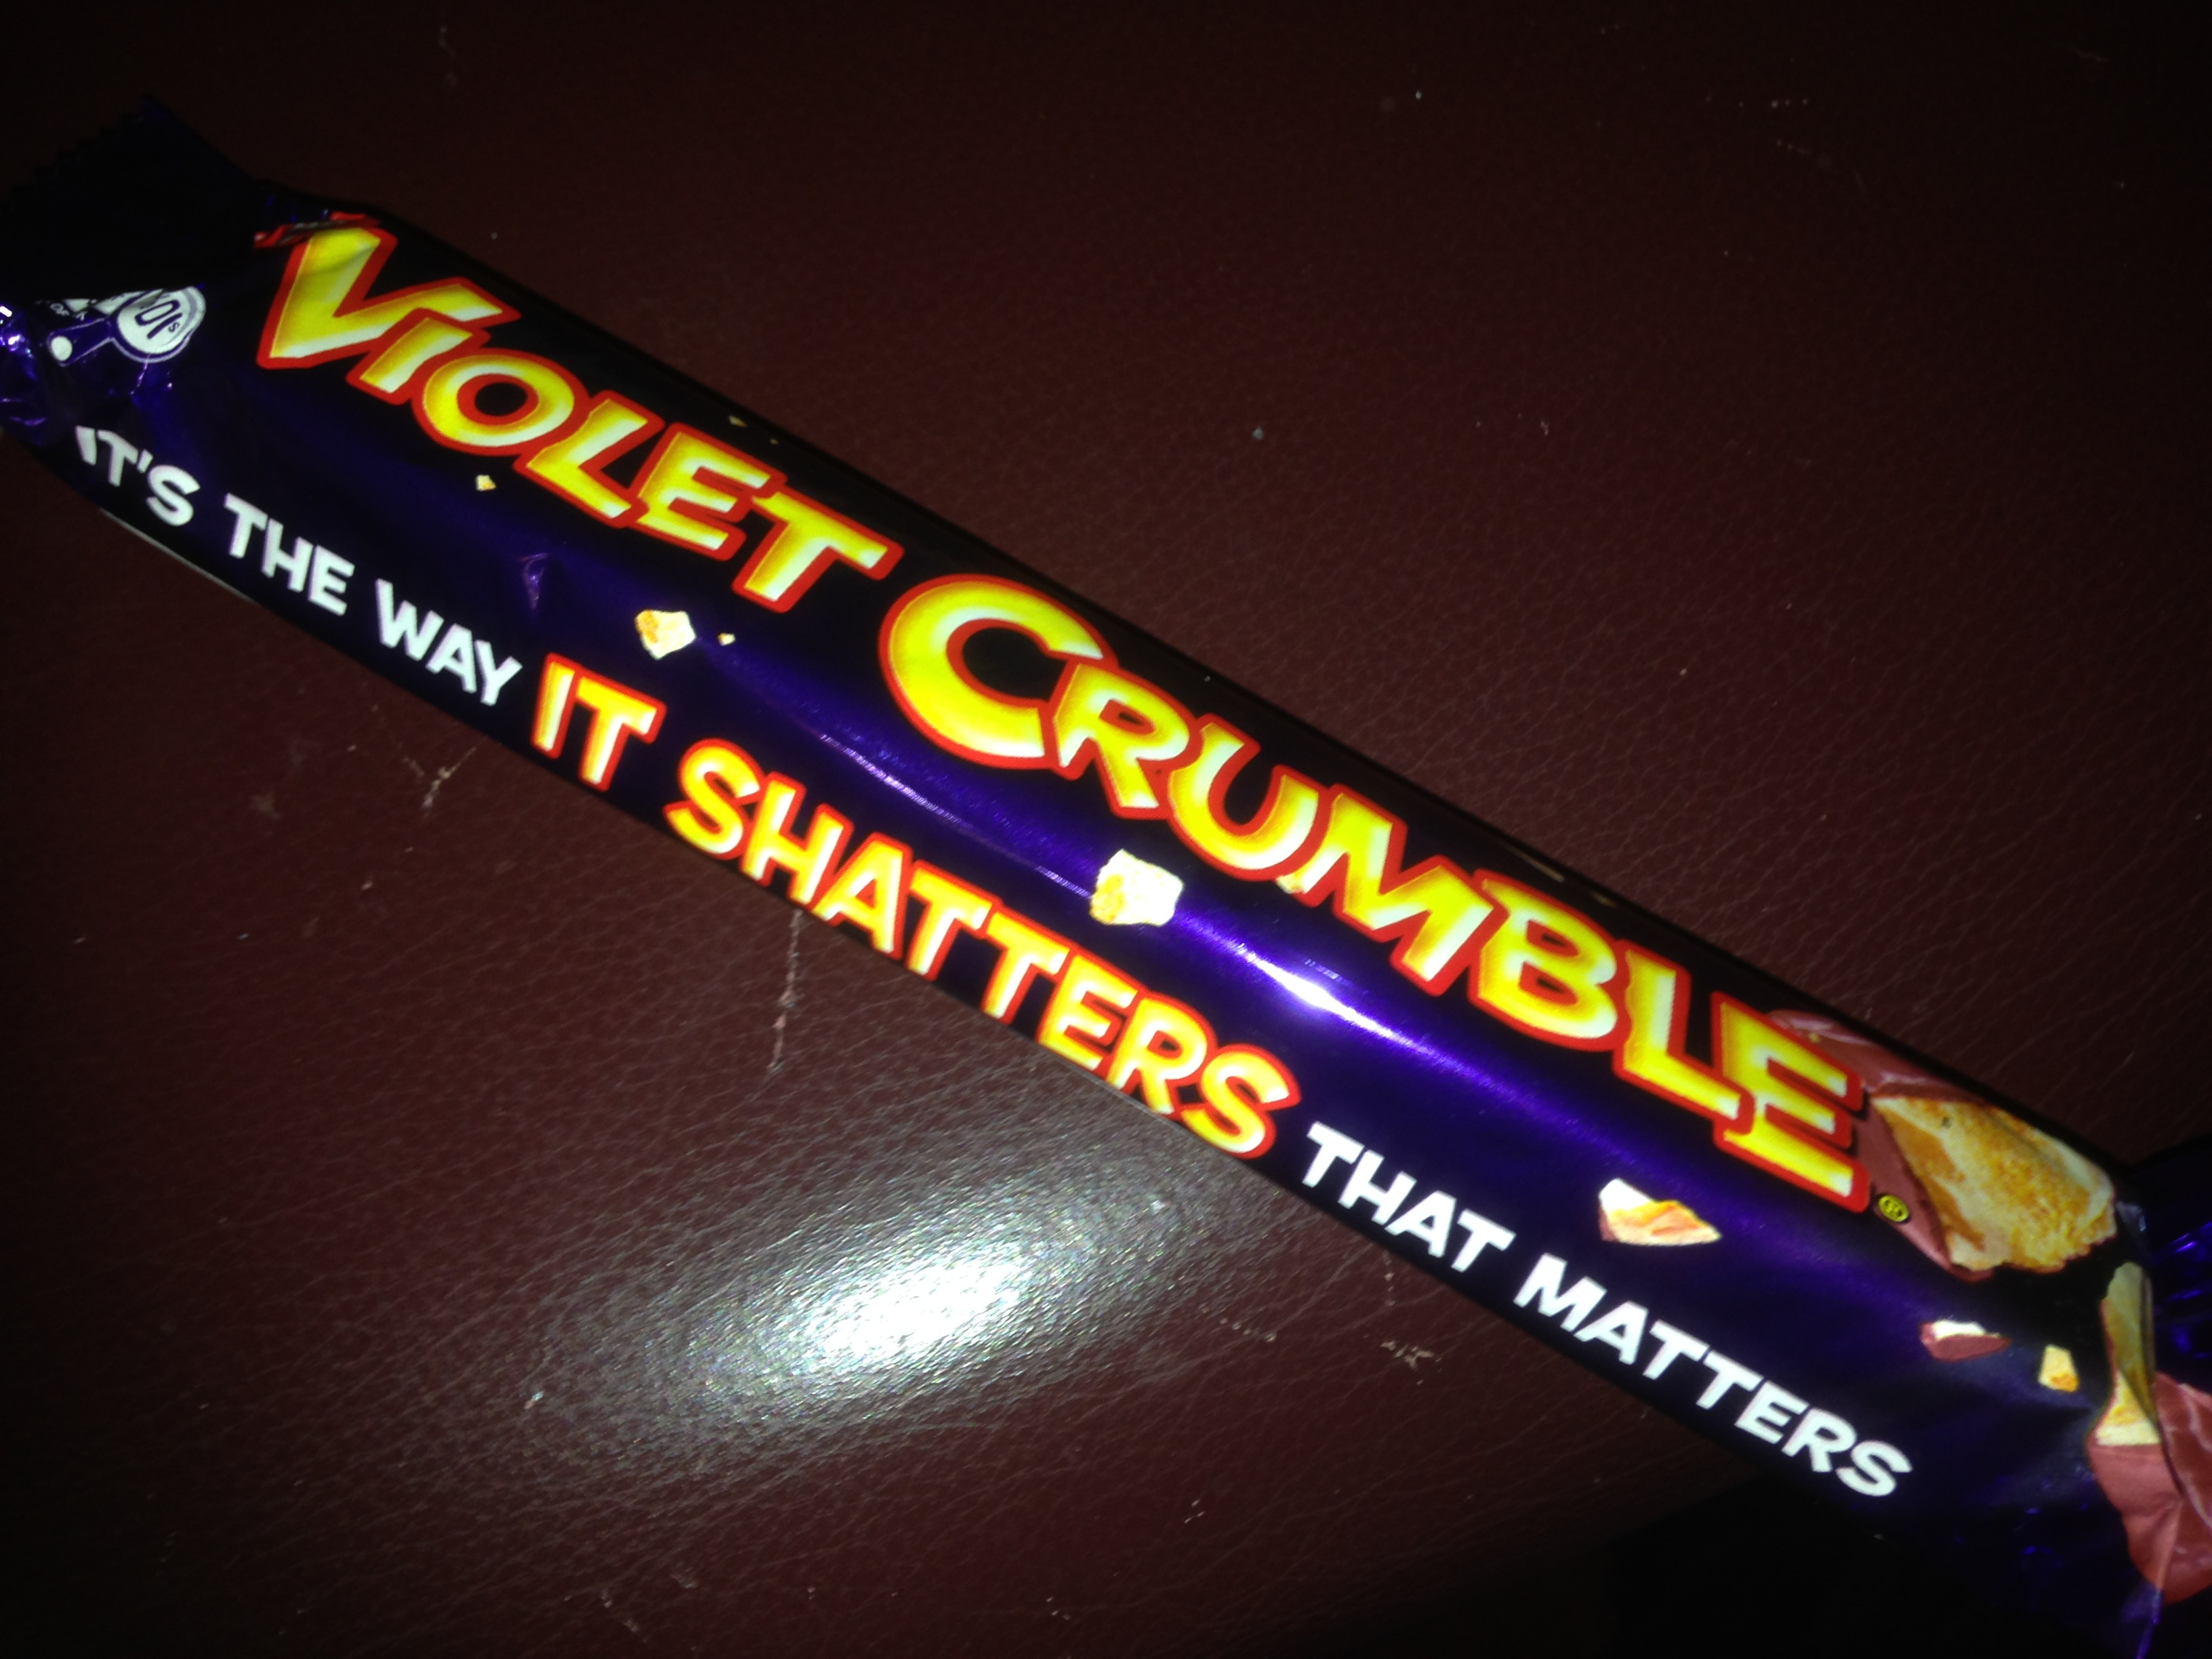 VIOLET CRUMBLE
IT'S THE WAY IT SHATTERS THAT MATTERS